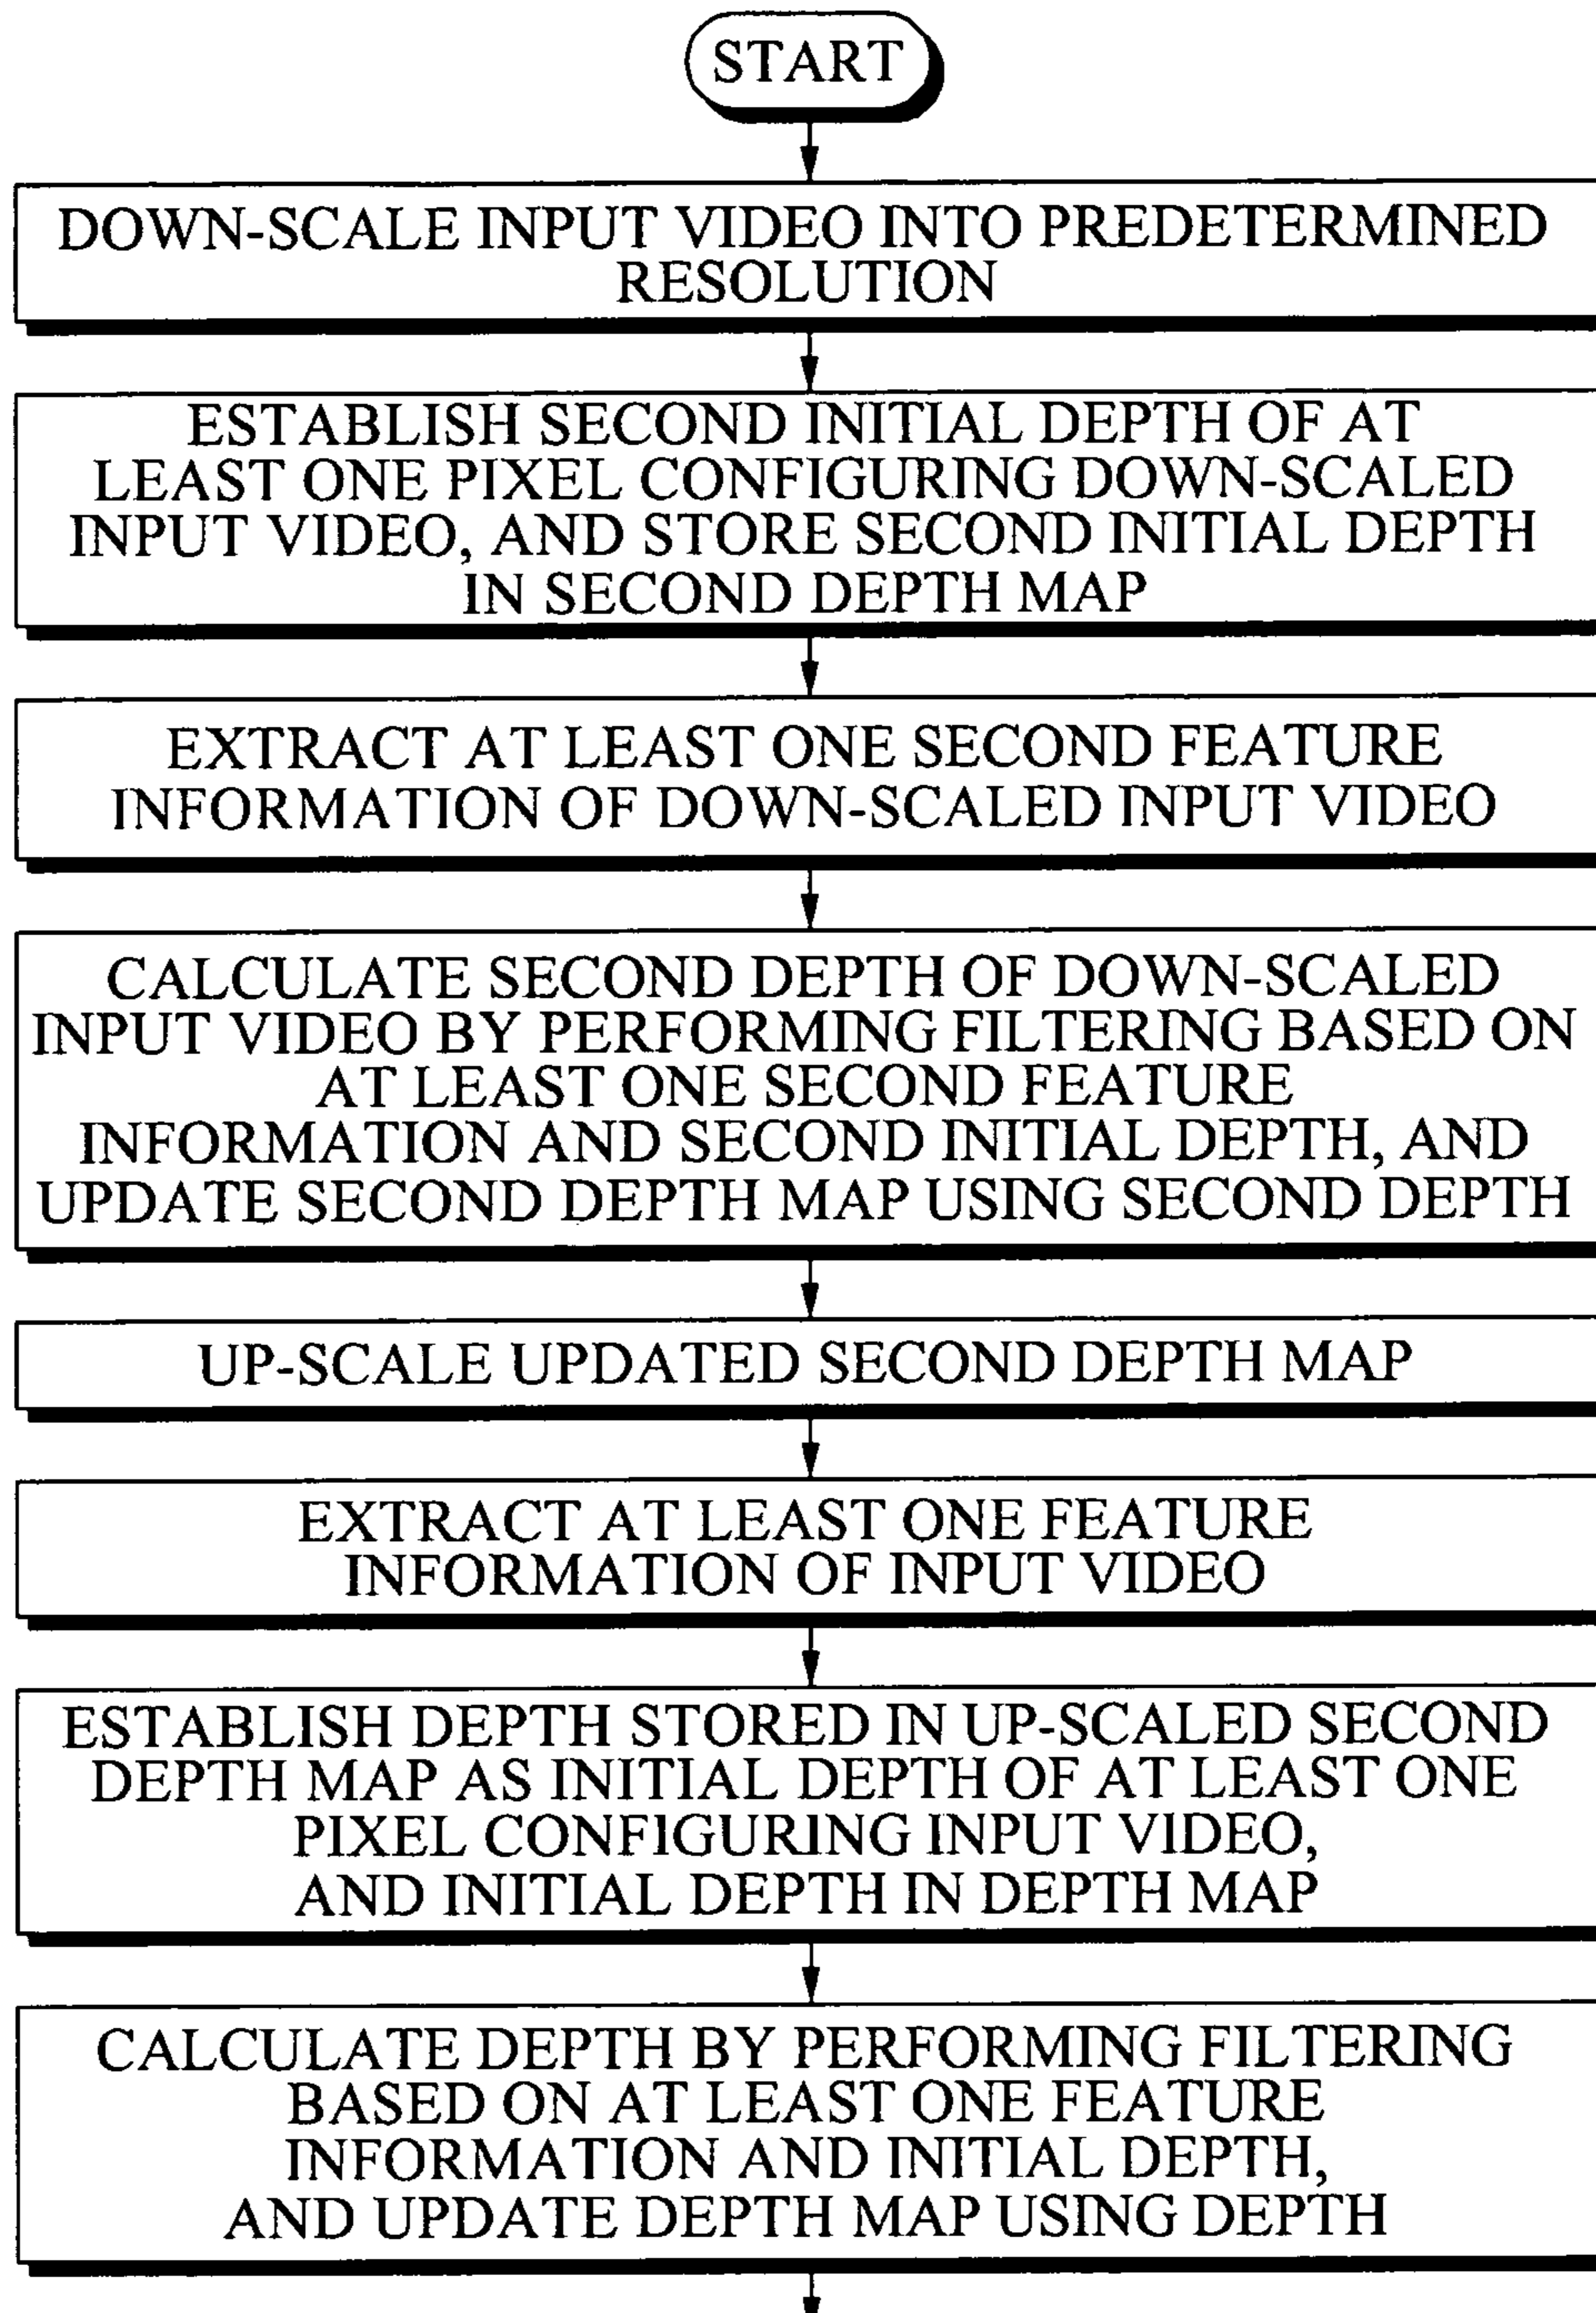 START
DOWN-SCALE INPUT VIDEO INTO PREDETERMINED
RESOLUTION
ESTABLISH SECOND INITIAL DEPTH OF AT
LEAST ONE PIXEL CONFIGURING DOWN-SCALED
INPUT VIDEO, AND STORE SECOND INITIAL DEPTH
IN SECOND DEPTH MAP
EXTRACT AT LEAST ONE SECOND FEATURE
INFORMATION OF DOWN-SCALED INPUT VIDEO
CALCULATE SECOND DEPTH OF DOWN-SCALED
INPUT VIDEO BY PERFORMING FILTERING BASED ON
AT LEAST ONE SECOND FEATURE
INFORMATION AND SECOND INITIAL DEPTH, AND
UPDATE SECOND DEPTH MAP USING SECOND DEPTH
UP-SCALE UPDATED SECOND DEPTH MAP
EXTRACT AT LEAST ONE FEATURE
INFORMATION OF INPUT VIDEO
ESTABLISH DEPTH STORED IN UP-SCALED SECOND
DEPTH MAP AS INITIAL DEPTH OF AT LEAST ONE
PIXEL CONFIGURING INPUT VIDEO,
AND INITIAL DEPTH IN DEPTH MAP
CALCULATE DEPTH BY PERFORMING FILTERING
BASED ON AT LEAST ONE FEATURE
INFORMATION AND INITIAL DEPTH,
AND UPDATE DEPTH MAP USING DEPTH